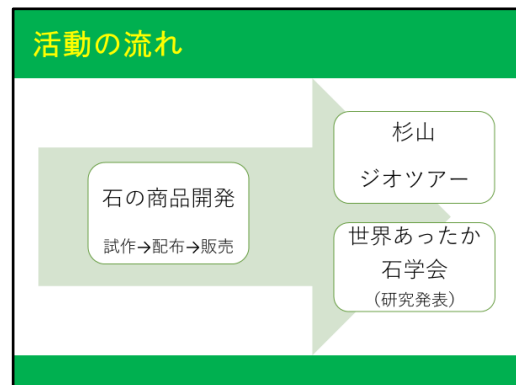 活動の流れ
石の商品開発
試作→配布→販売
杉山
ジオツアー
世界あったか
石学会
(研究発表)